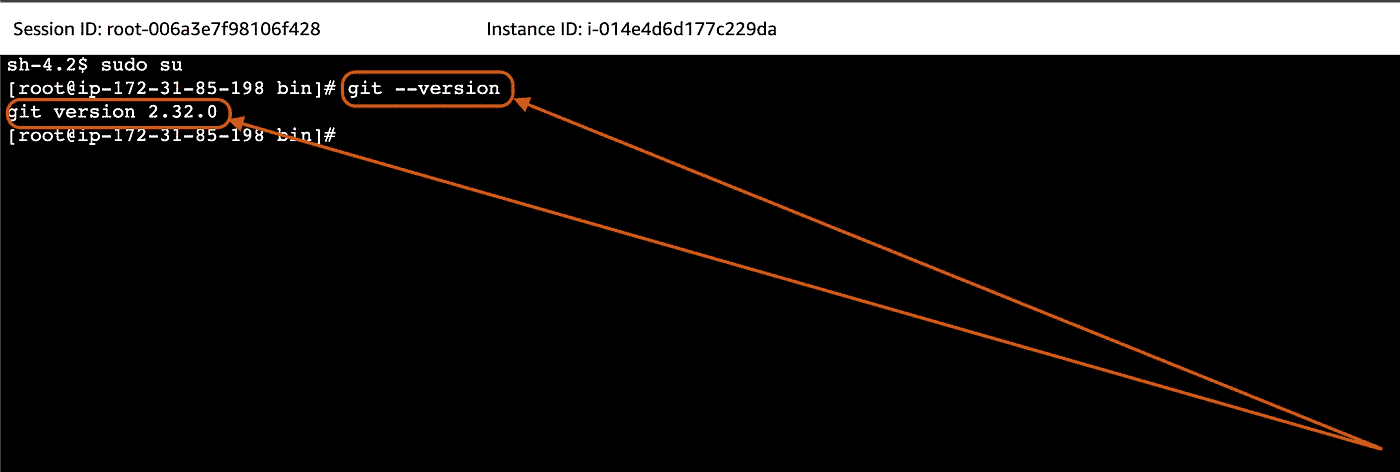 Session ID: root-006a3e7f98106f428 Instance ID: i-014e4d6d177c229da
sh-4.2$ sudo su
[root@ip-172-31-85-198 bin]# git --version
git version 2.32.0
[root@ip-172-31-85-198 bin]#